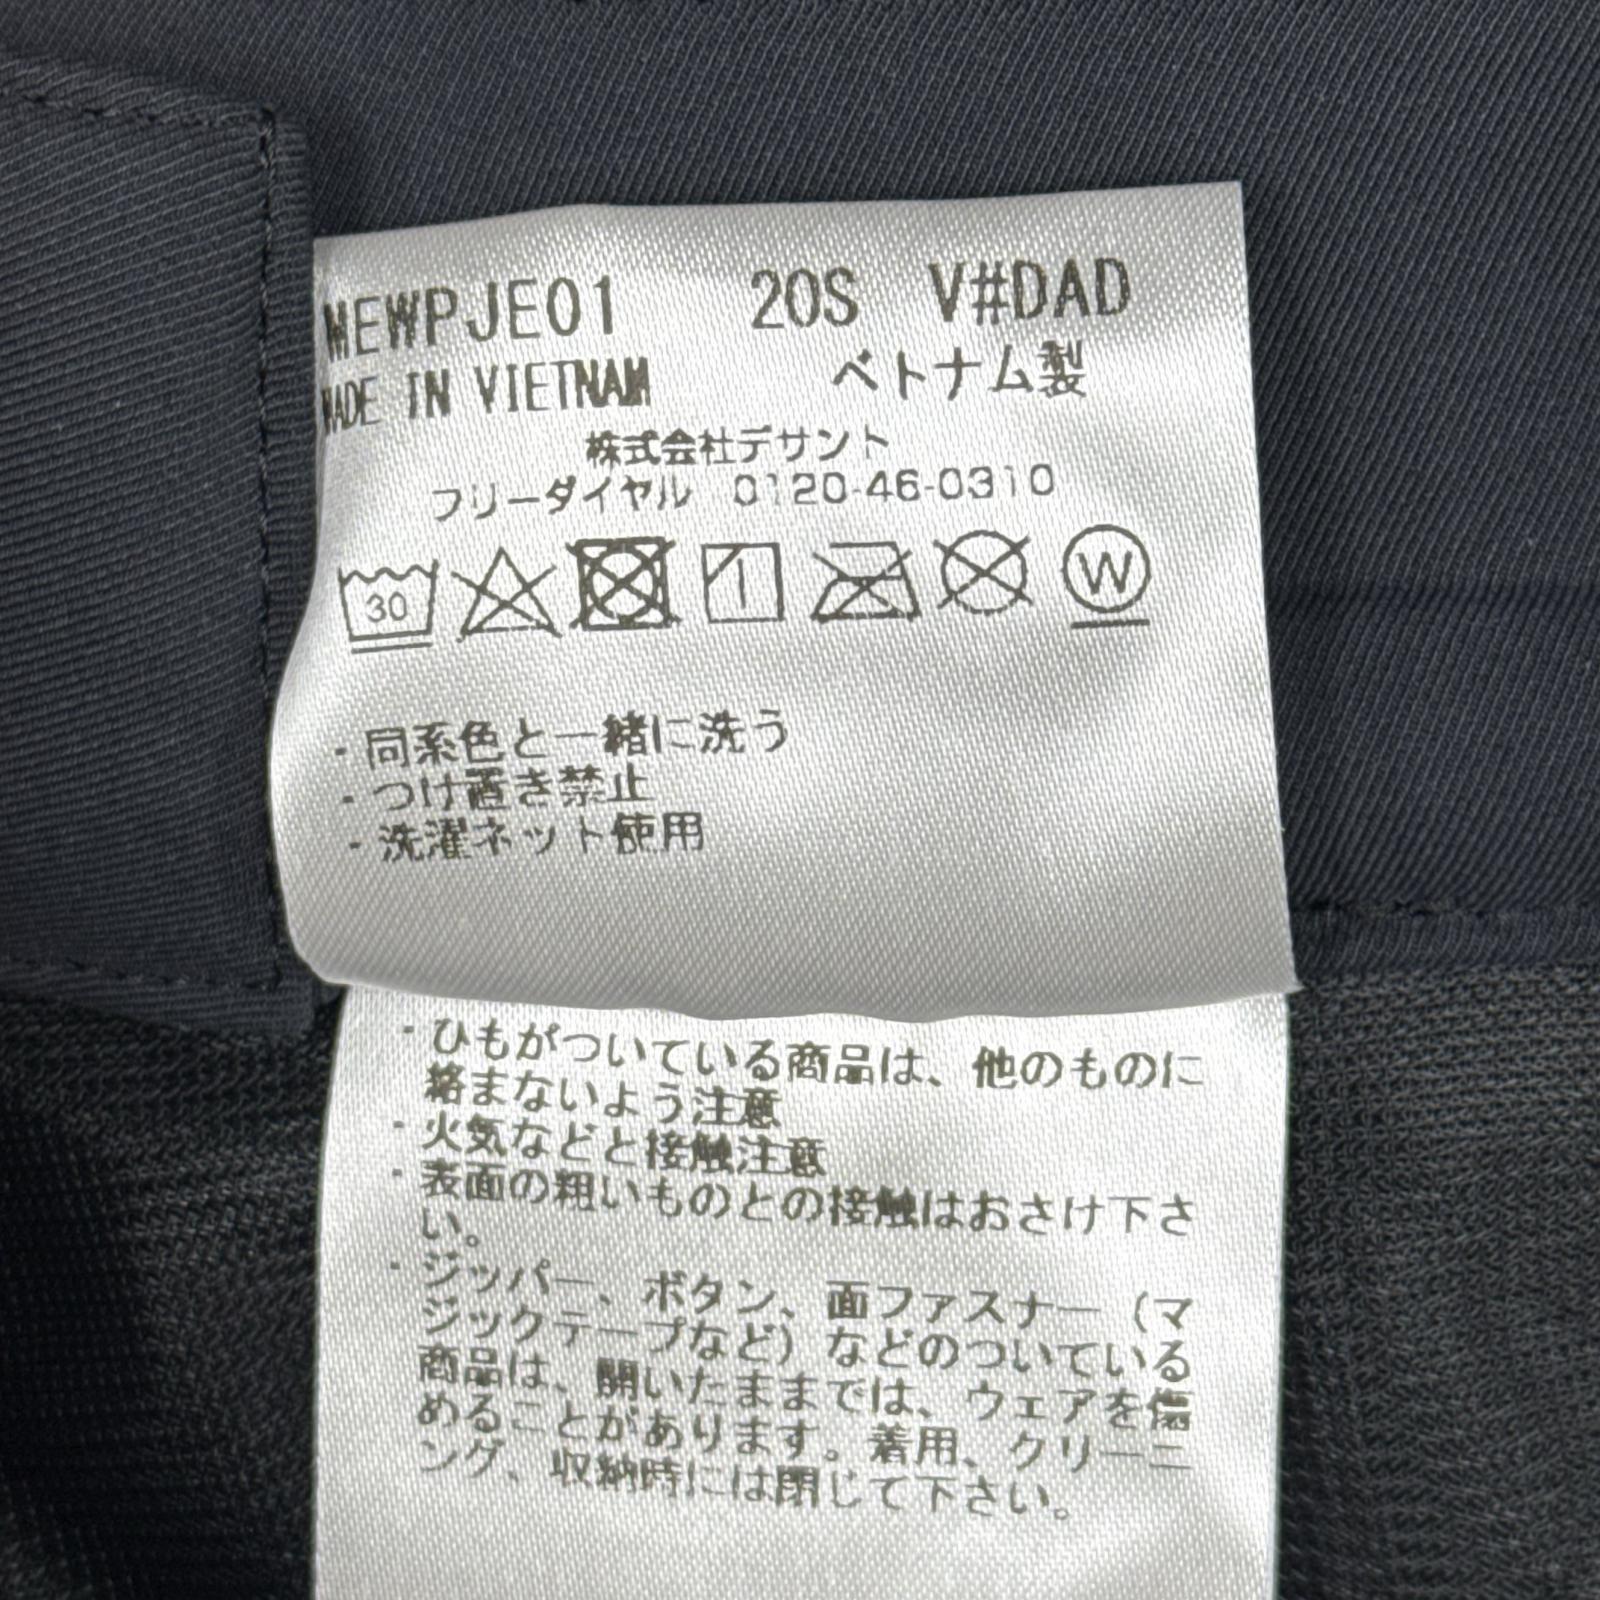 MEWPJE01 20S V#DAD
MADE IN VIETNAM ベトナム製
株式会社デサント
フリーダイヤル 0120-46-0310
30 W
・同系色と一緒に洗う
・つけ置き禁止
・洗濯ネット使用
・ひもがついている商品は、他のものに
絡まないよう注意
・火気などと接触注意
・表面の粗いものとの接触はおさけ下さ
い。
・ジッパー、ボタン、面ファスナー（マ
ジックテープなど）などのついている
商品は、開いたままでは、ウェアを傷
めることがあります。着用、クリーニ
ング、収納時には閉じて下さい。